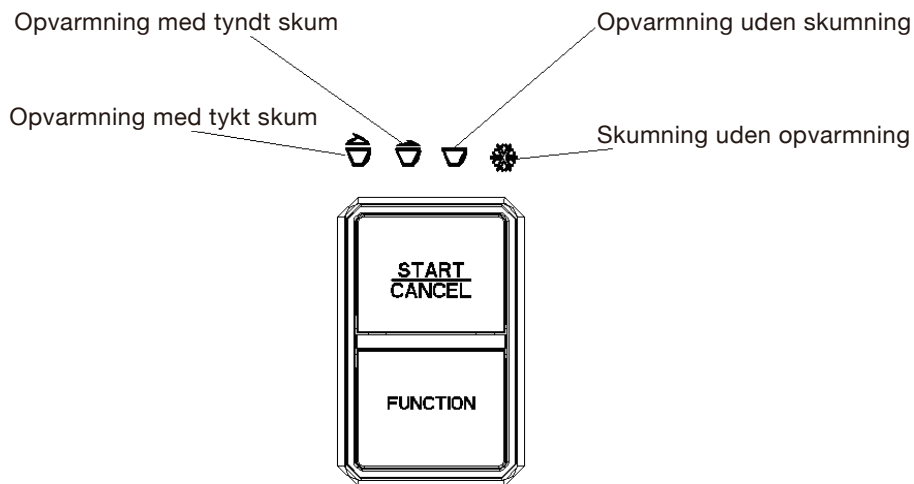 Opvarmning med tyndt skum
Opvarmning uden skumning
Opvarmning med tykt skum
Skumning uden opvarmning
START
CANCEL
FUNCTION